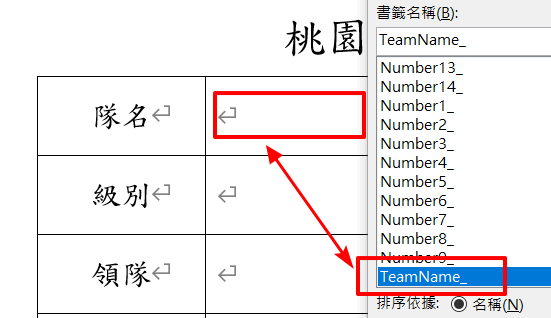 桃園
隊名
級別
領隊
書籤名稱(B):
TeamName_
Number13_
Number14_
Number1_
Number2_
Number3_
Number4_
Number5_
Number6_
Number7_
Number8_
Number9_
TeamName_
排序依據: 名稱(N)